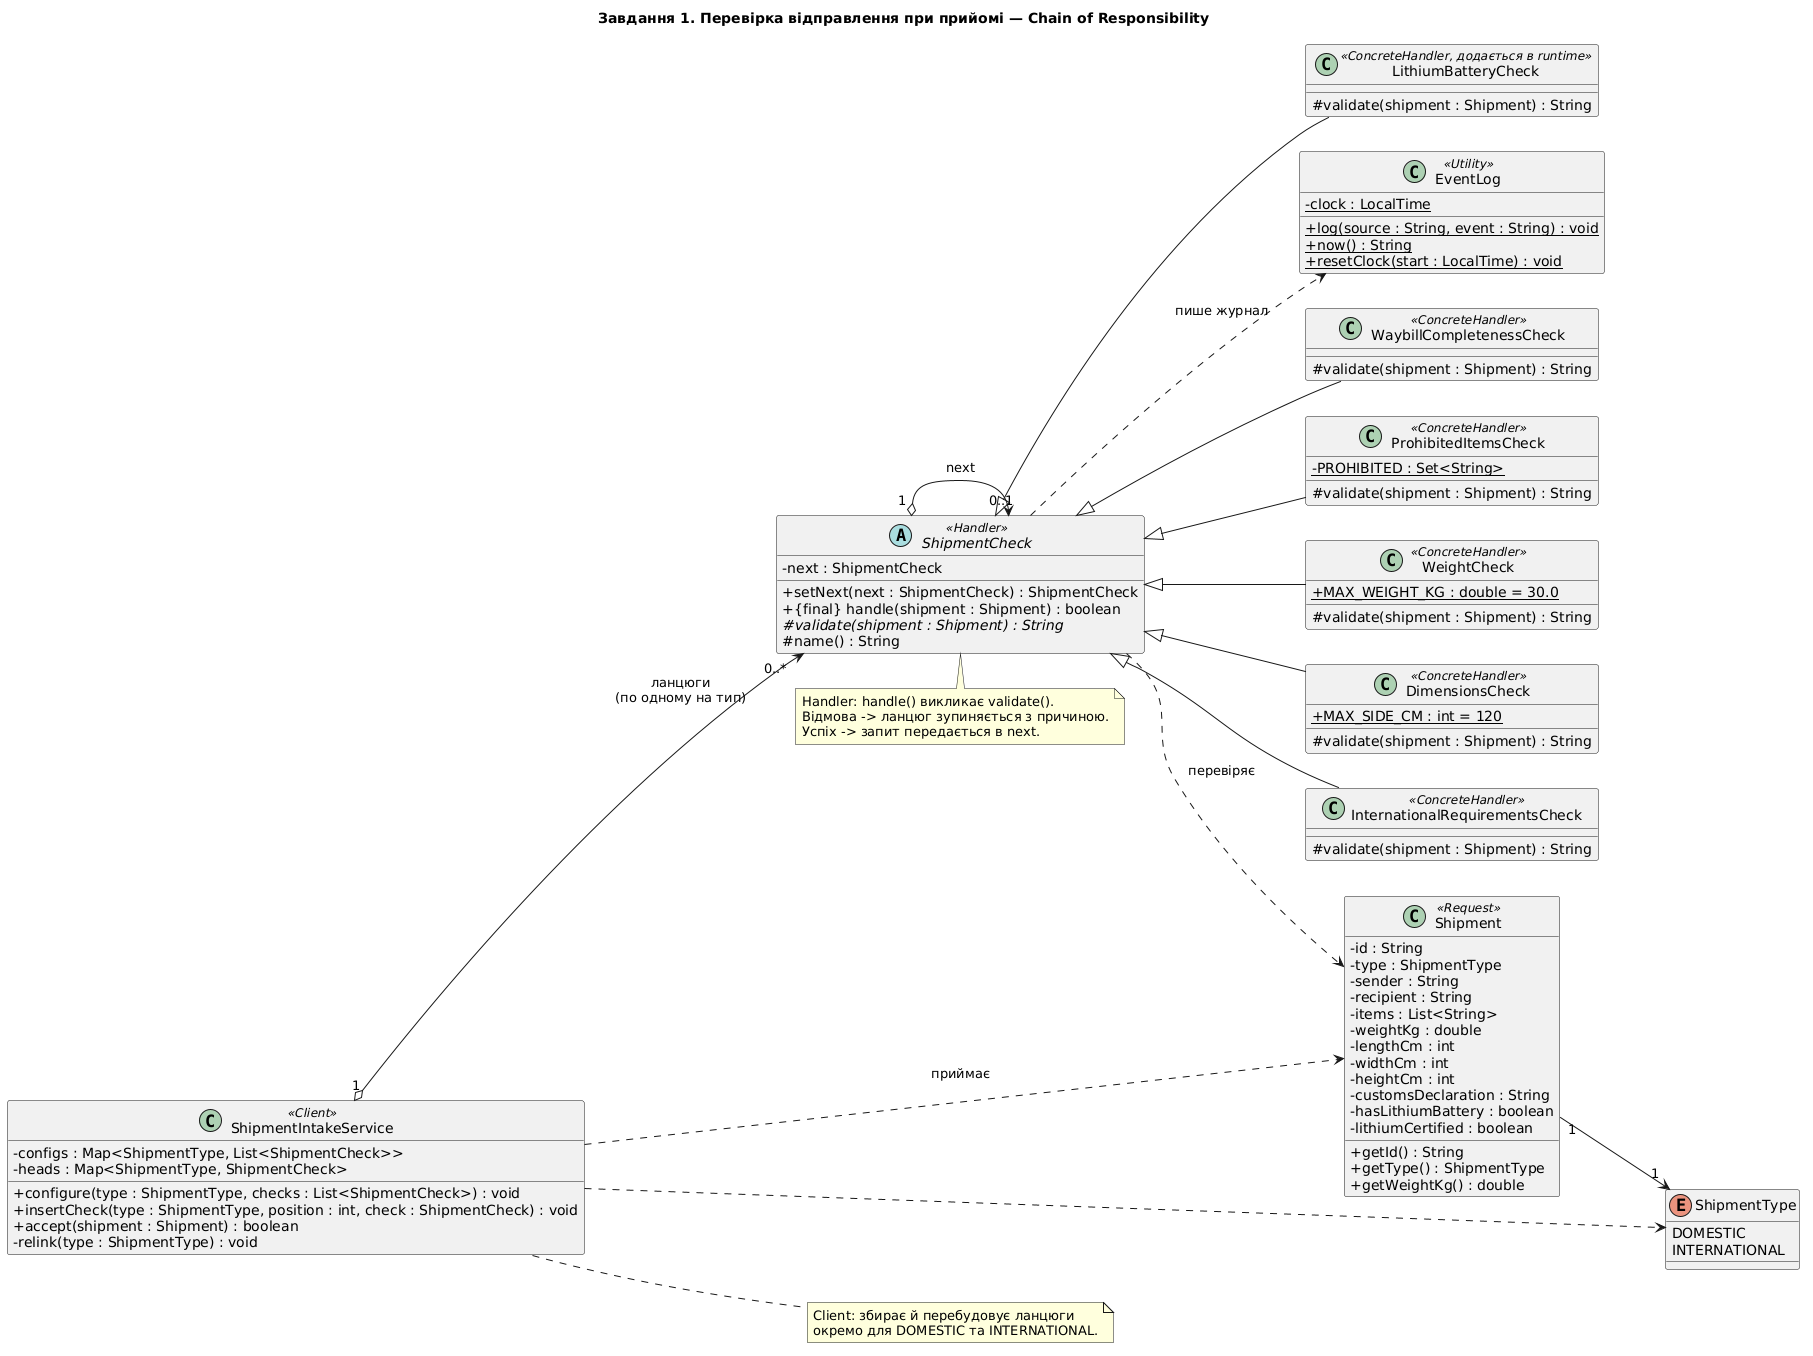 Завдання 1. Перевірка відправлення при прийомі — Chain of Responsibility
«ConcreteHandler, додається в runtime»
C
LithiumBatteryCheck
#validate(shipment : Shipment) : String
«Utility»
C
EventLog
-clock : LocalTime
+log(source : String, event : String) : void
+now() : String
+resetClock(start : LocalTime) : void
пише журнал
«ConcreteHandler»
C
WaybillCompletenessCheck
#validate(shipment : Shipment) : String
«ConcreteHandler»
C
ProhibitedItemsCheck
-PROHIBITED : Set<String>
#validate(shipment : Shipment) : String
next
1
0..1
«Handler»
A
ShipmentCheck
-next : ShipmentCheck
+setNext(next : ShipmentCheck) : ShipmentCheck
+{final} handle(shipment : Shipment) : boolean
#validate(shipment : Shipment) : String
#name() : String
«ConcreteHandler»
C
WeightCheck
+MAX_WEIGHT_KG : double = 30.0
#validate(shipment : Shipment) : String
«ConcreteHandler»
C
DimensionsCheck
+MAX_SIDE_CM : int = 120
#validate(shipment : Shipment) : String
0..*
ланцюги
(по одному на тип)
Handler: handle() викликає validate().
Відмова -> ланцюг зупиняється з причиною.
Успіх -> запит передається в next.
перевіряє
«ConcreteHandler»
C
InternationalRequirementsCheck
#validate(shipment : Shipment) : String
«Request»
C
Shipment
-id : String
-type : ShipmentType
-sender : String
-recipient : String
-items : List<String>
-weightKg : double
-lengthCm : int
-widthCm : int
-heightCm : int
-customsDeclaration : String
-hasLithiumBattery : boolean
-lithiumCertified : boolean
+getId() : String
+getType() : ShipmentType
+getWeightKg() : double
приймає
1
«Client»
C
ShipmentIntakeService
-configs : Map<ShipmentType, List<ShipmentCheck>>
-heads : Map<ShipmentType, ShipmentCheck>
+configure(type : ShipmentType, checks : List<ShipmentCheck>) : void
+insertCheck(type : ShipmentType, position : int, check : ShipmentCheck) : void
+accept(shipment : Shipment) : boolean
-relink(type : ShipmentType) : void
1
1
E
ShipmentType
DOMESTIC
INTERNATIONAL
Client: збирає й перебудовує ланцюги
окремо для DOMESTIC та INTERNATIONAL.